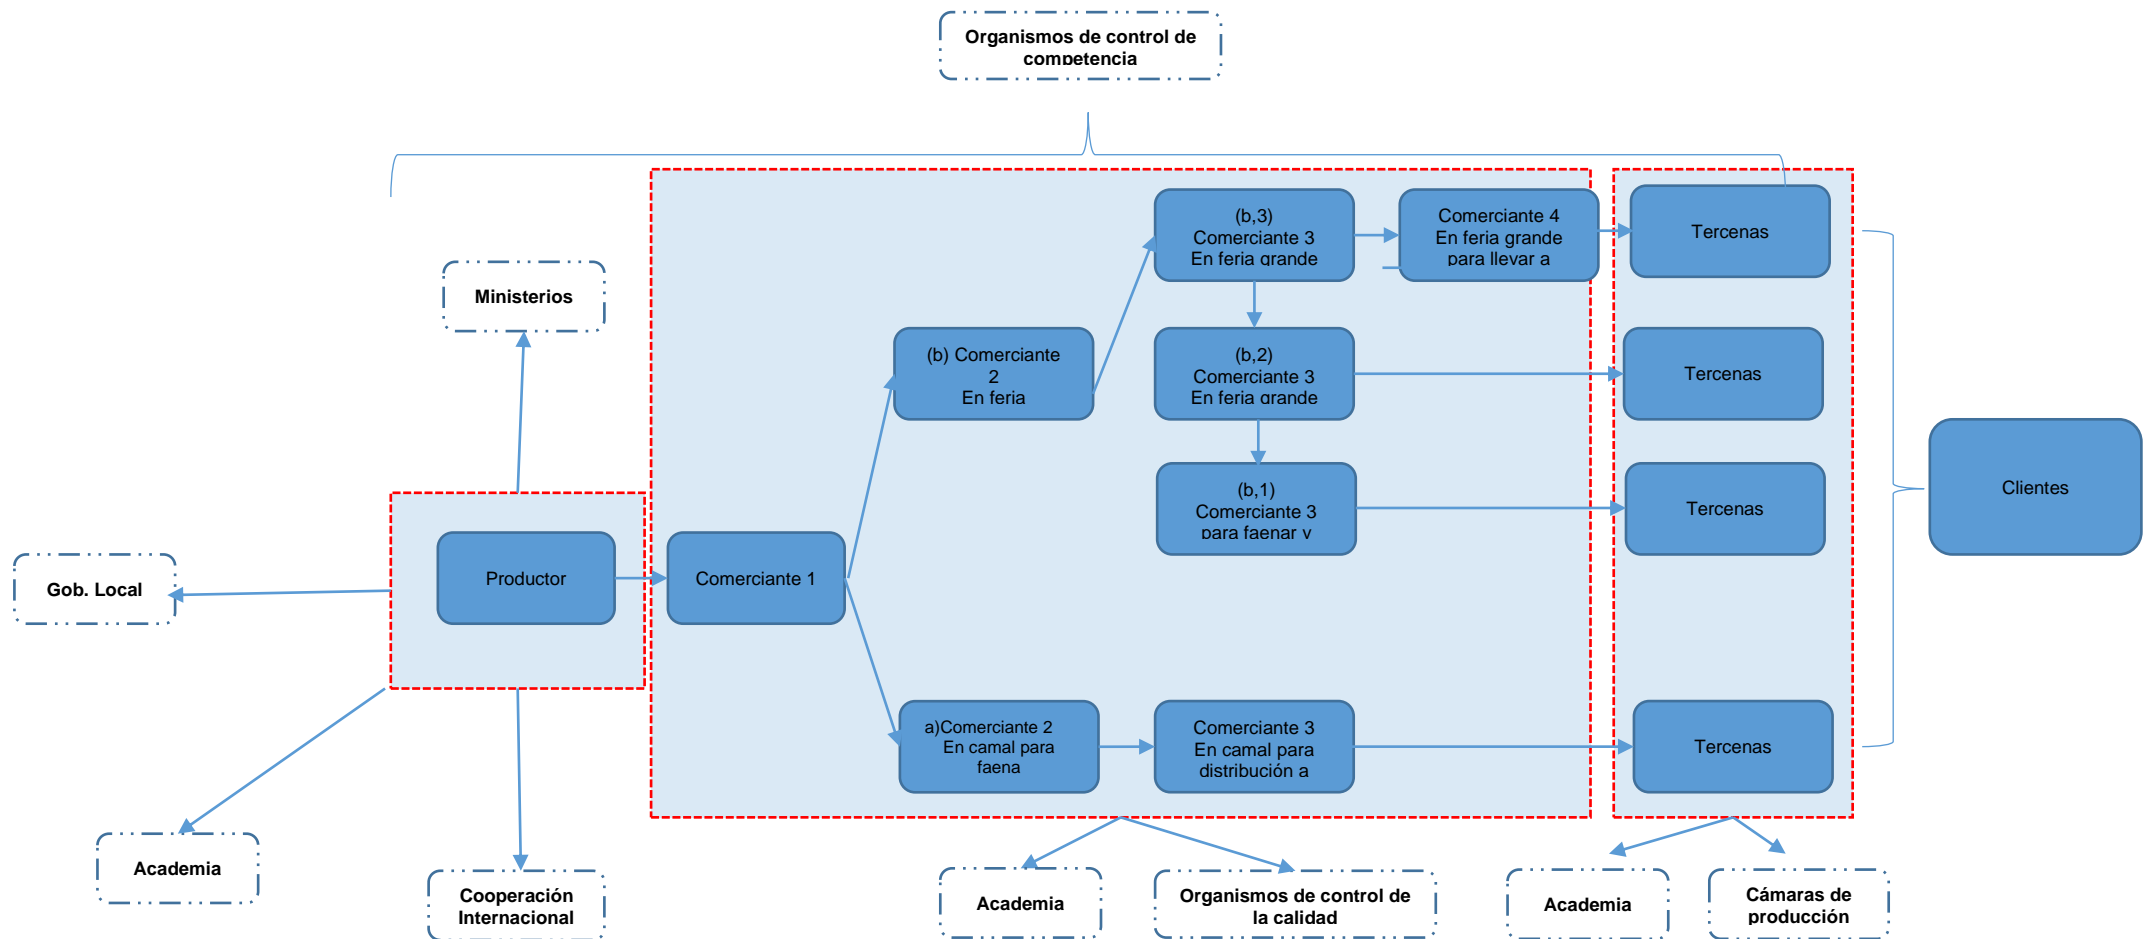 Organismos de control de
competencia
Ministerios
(b,3)
Comerciante 3
En feria grande
Comerciante 4
En feria grande
para llevar a
Tercenas
(b) Comerciante
2
En feria
(b,2)
Comerciante 3
En feria grande
Tercenas
(b,1)
Comerciante 3
para faenar y
Tercenas
Clientes
Gob. Local
Productor
Comerciante 1
a)Comerciante 2
En camal para
faena
Comerciante 3
En camal para
distribución a
Tercenas
Academia
Cooperación
Internacional
Academia
Organismos de control de
la calidad
Academia
Cámaras de
producción